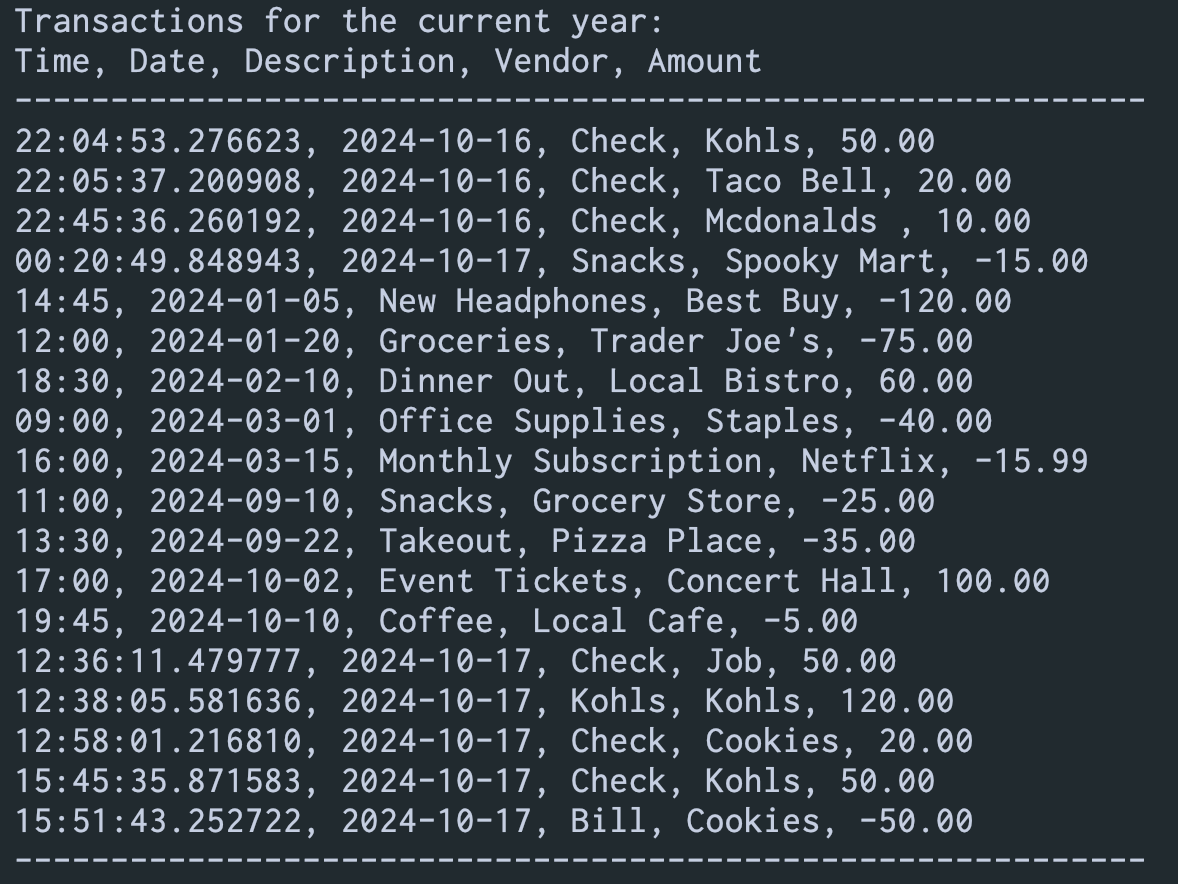 Transactions for the current year:
Time, Date, Description, Vendor, Amount
-----------------------------------------------------------
22:04:53.276623, 2024-10-16, Check, Kohls, 50.00
22:05:37.200908, 2024-10-16, Check, Taco Bell, 20.00
22:45:36.260192, 2024-10-16, Check, Mcdonalds , 10.00
00:20:49.848943, 2024-10-17, Snacks, Spooky Mart, -15.00
14:45, 2024-01-05, New Headphones, Best Buy, -120.00
12:00, 2024-01-20, Groceries, Trader Joe's, -75.00
18:30, 2024-02-10, Dinner Out, Local Bistro, 60.00
09:00, 2024-03-01, Office Supplies, Staples, -40.00
16:00, 2024-03-15, Monthly Subscription, Netflix, -15.99
11:00, 2024-09-10, Snacks, Grocery Store, -25.00
13:30, 2024-09-22, Takeout, Pizza Place, -35.00
17:00, 2024-10-02, Event Tickets, Concert Hall, 100.00
19:45, 2024-10-10, Coffee, Local Cafe, -5.00
12:36:11.479777, 2024-10-17, Check, Job, 50.00
12:38:05.581636, 2024-10-17, Kohls, Kohls, 120.00
12:58:01.216810, 2024-10-17, Check, Cookies, 20.00
15:45:35.871583, 2024-10-17, Check, Kohls, 50.00
15:51:43.252722, 2024-10-17, Bill, Cookies, -50.00
-----------------------------------------------------------